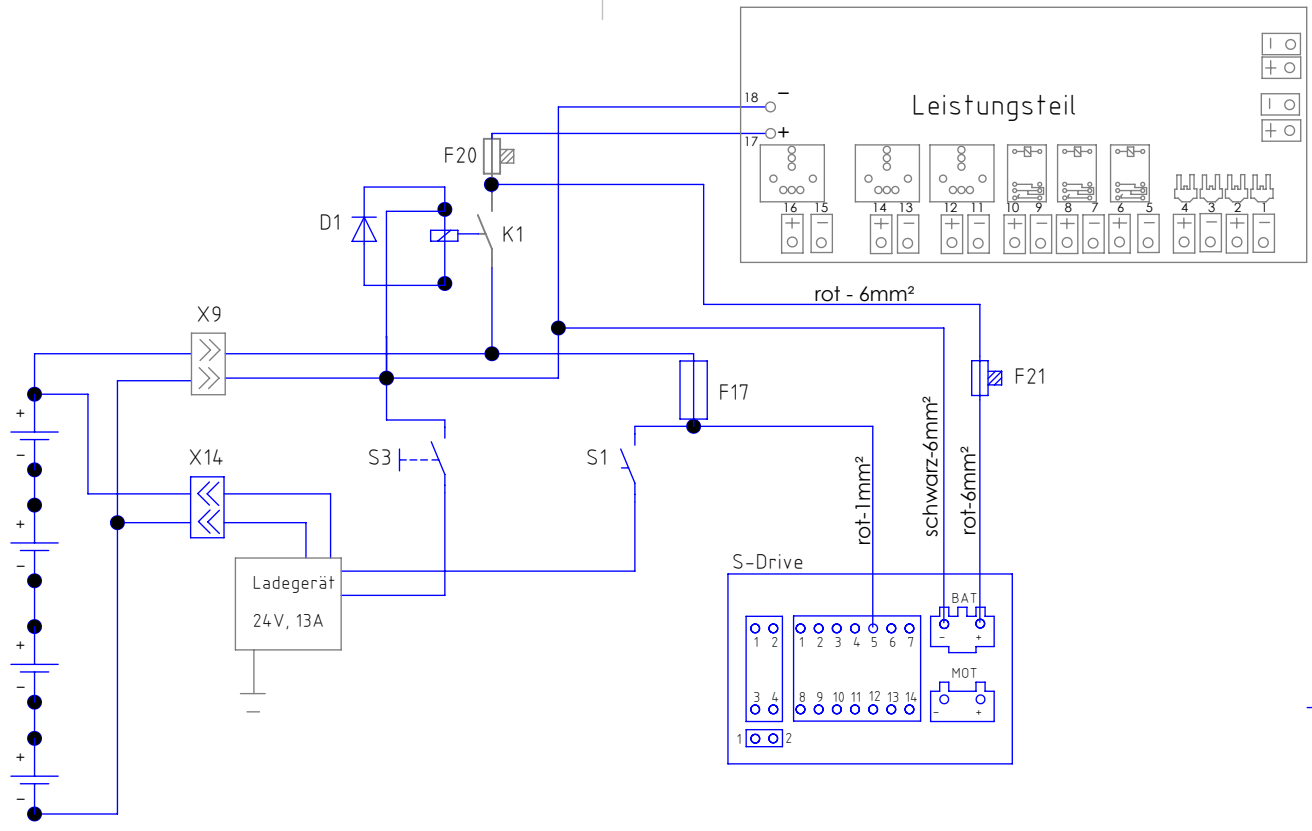 18 –
Leistungsteil
17 +
F20
16 15 14 13 12 11 10 9 8 7 6 5 4 3 2 1
+ – + – + – + – + – + – + – + –
– +
– +
D1
K1
rot - 6mm²
X9
F21
F17
+
–
X14
S3
S1
rot-1mm²
schwarz-6mm²
rot-6mm²
+
–
S-Drive
Ladegerät
24V, 13A
BAT
– +
1 2
1 2 3 4 5 6 7
MOT
– +
3 4
8 9 10 11 12 13 14
1 2
+
–
+
–